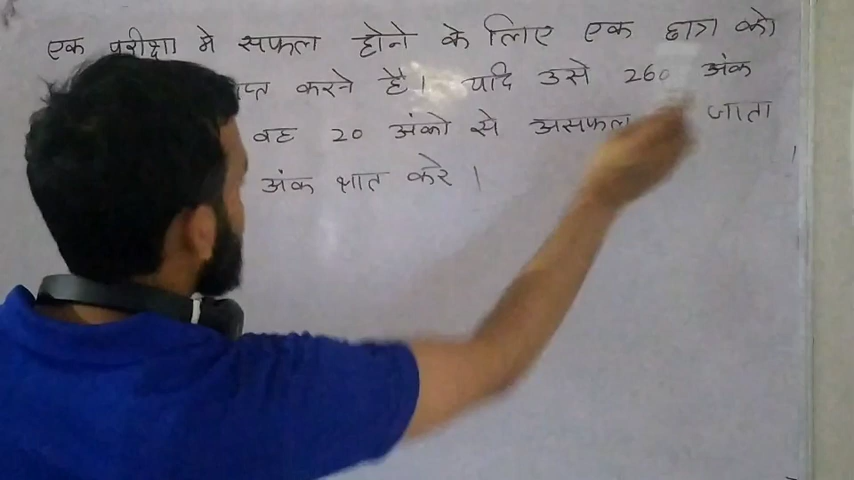 एक परीक्षा मे सफल होने के लिए एक छात्र को
प्त करने है। यदि उसे 260 अंक
वह 20 अंको से असफल जाता
अंक ज्ञात करे।